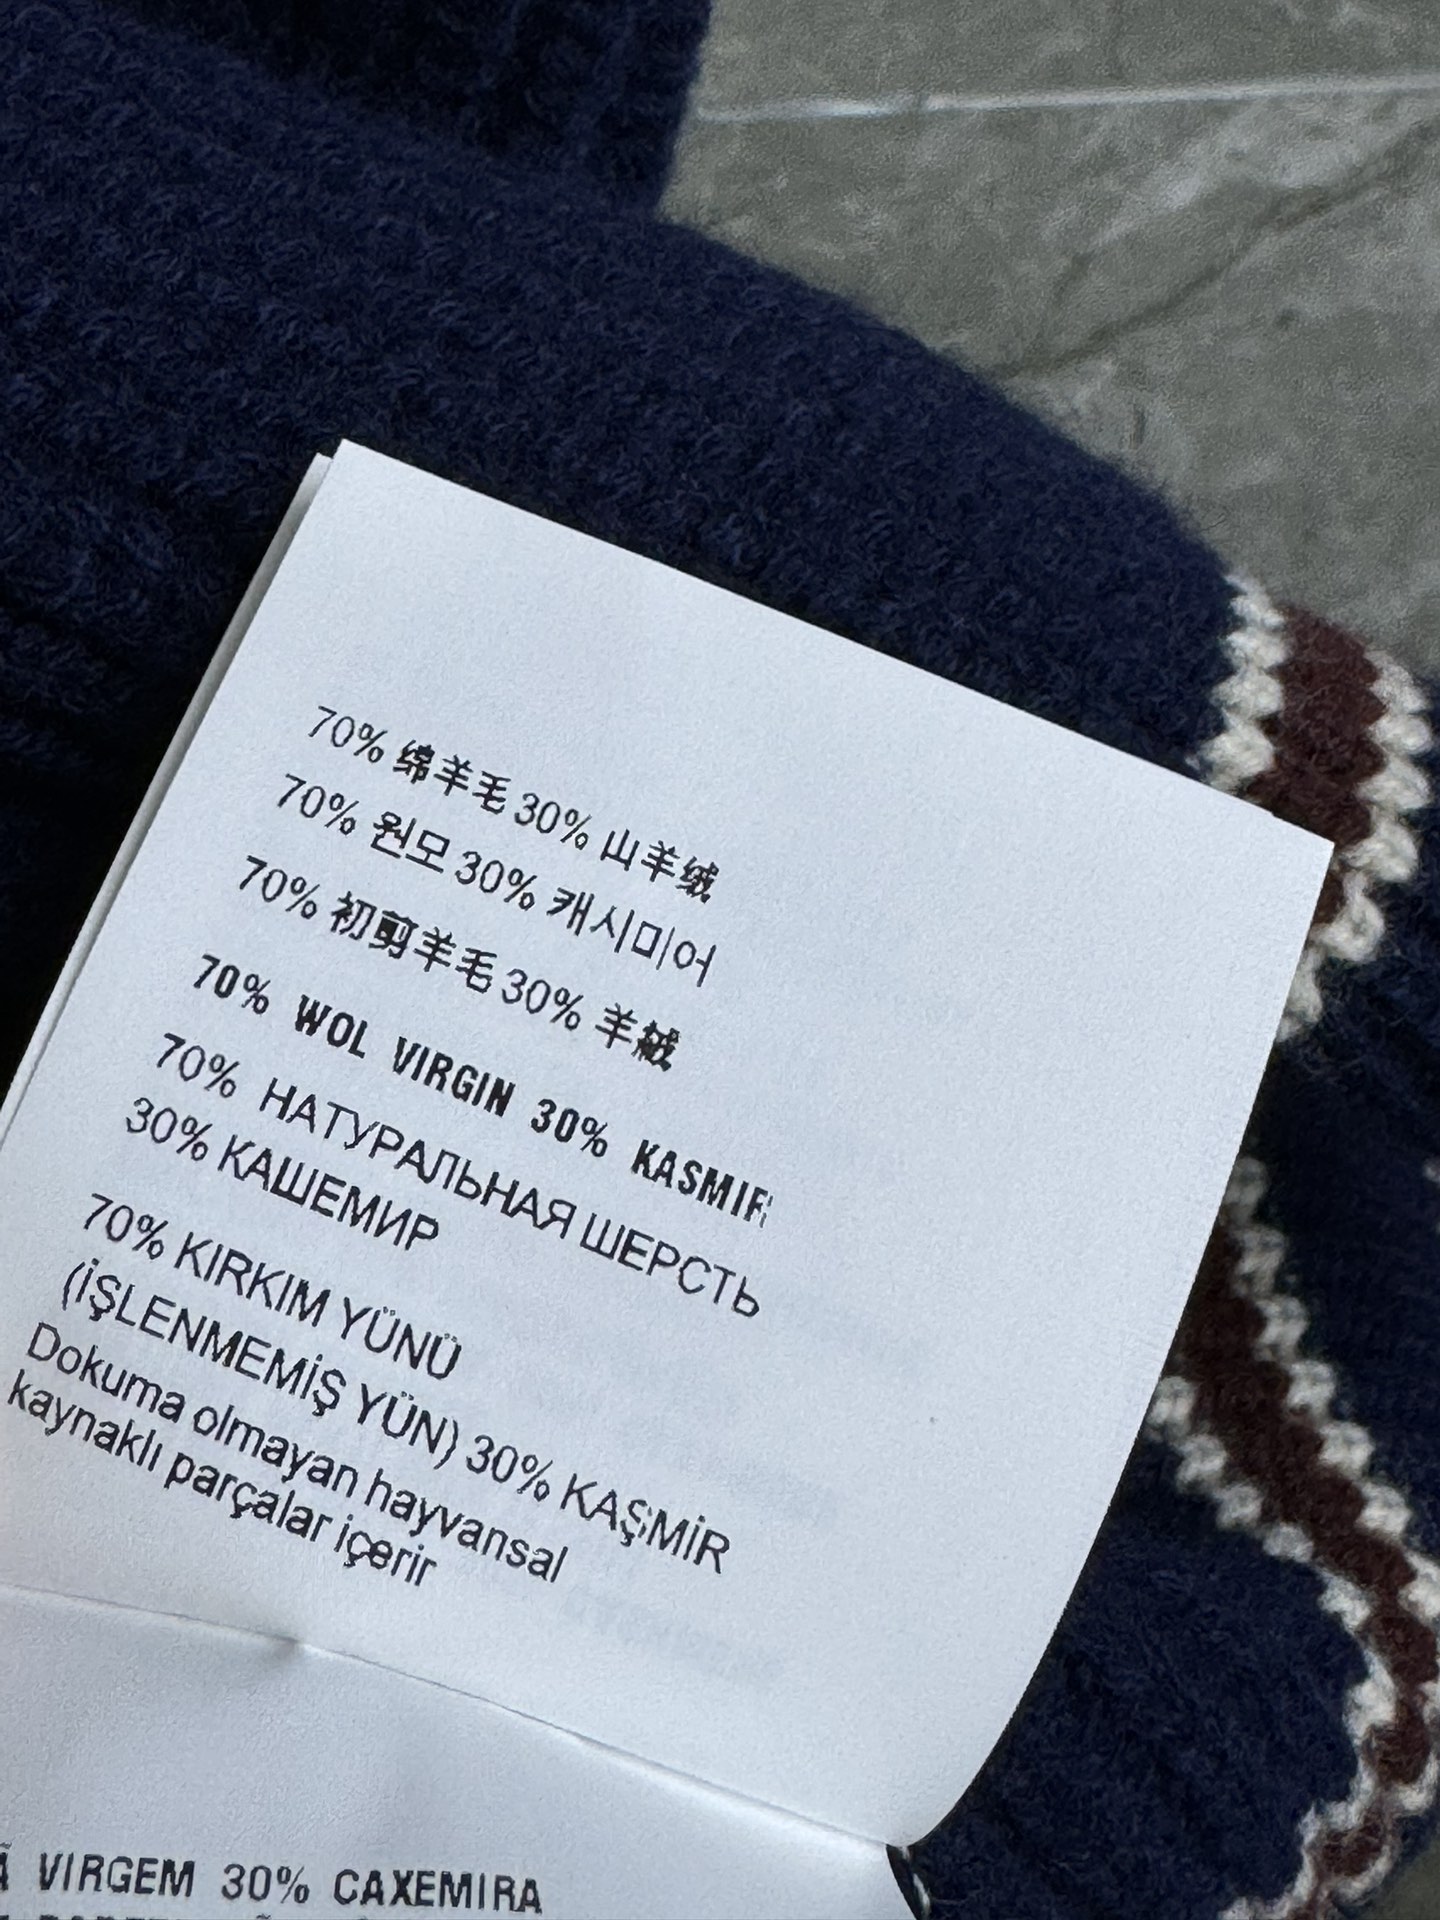 70% 绵羊毛 30% 山羊绒
70% 원모 30% 캐시미어
70% 初剪羊毛 30% 羊絨
70% WOL VIRGIN 30% KASMIR
70% НАТУРАЛЬНАЯ ШЕРСТЬ
30% КАШЕМИР
70% KIRKIM YÜNÜ
(İŞLENMEMİŞ YÜN) 30% KAŞMİR
Dokuma olmayan hayvansal
kaynaklı parçalar içerir
VIRGEM 30% CAXEMIRA